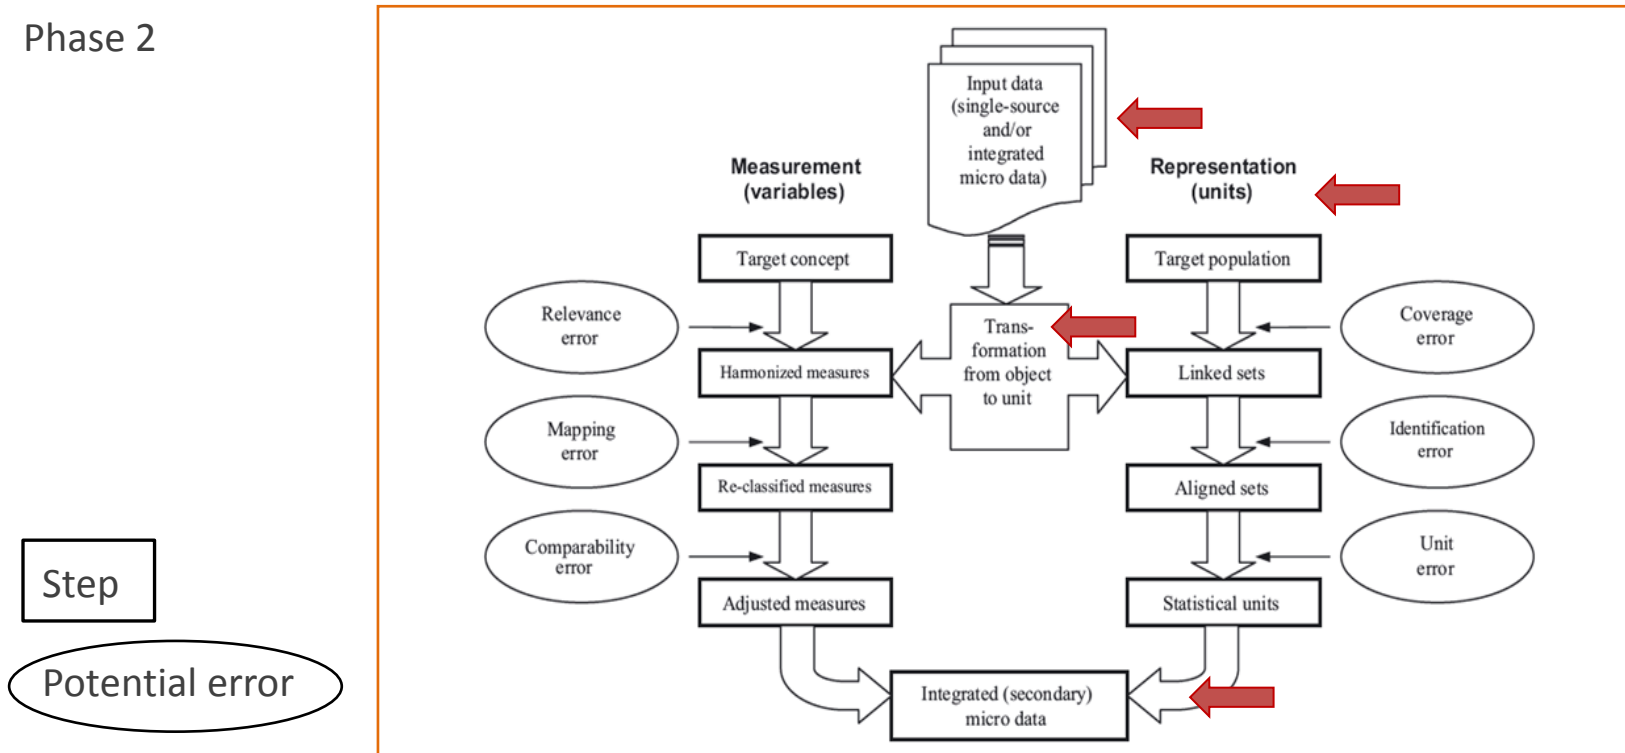 Phase 2
Input data
(single-source
and/or
integrated
micro data)
Measurement
(variables)
Representation
(units)
Target concept
Target population
Relevance
error
Trans-
formation
from object
to unit
Coverage
error
Harmonized measures
Linked sets
Mapping
error
Identification
error
Re-classified measures
Aligned sets
Comparability
error
Unit
error
Adjusted measures
Statistical units
Integrated (secondary)
micro data
Step
Potential error